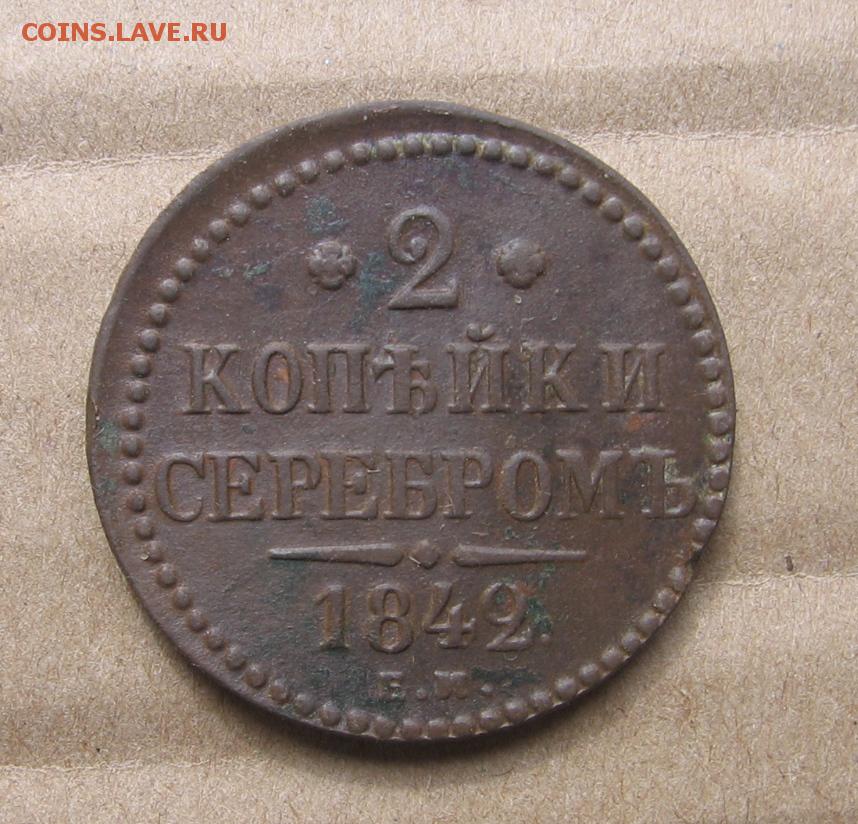 COINS.LAVE.RU
2
КОПѢЙКИ
СЕРЕБРОМЪ
1842.
Е.М.